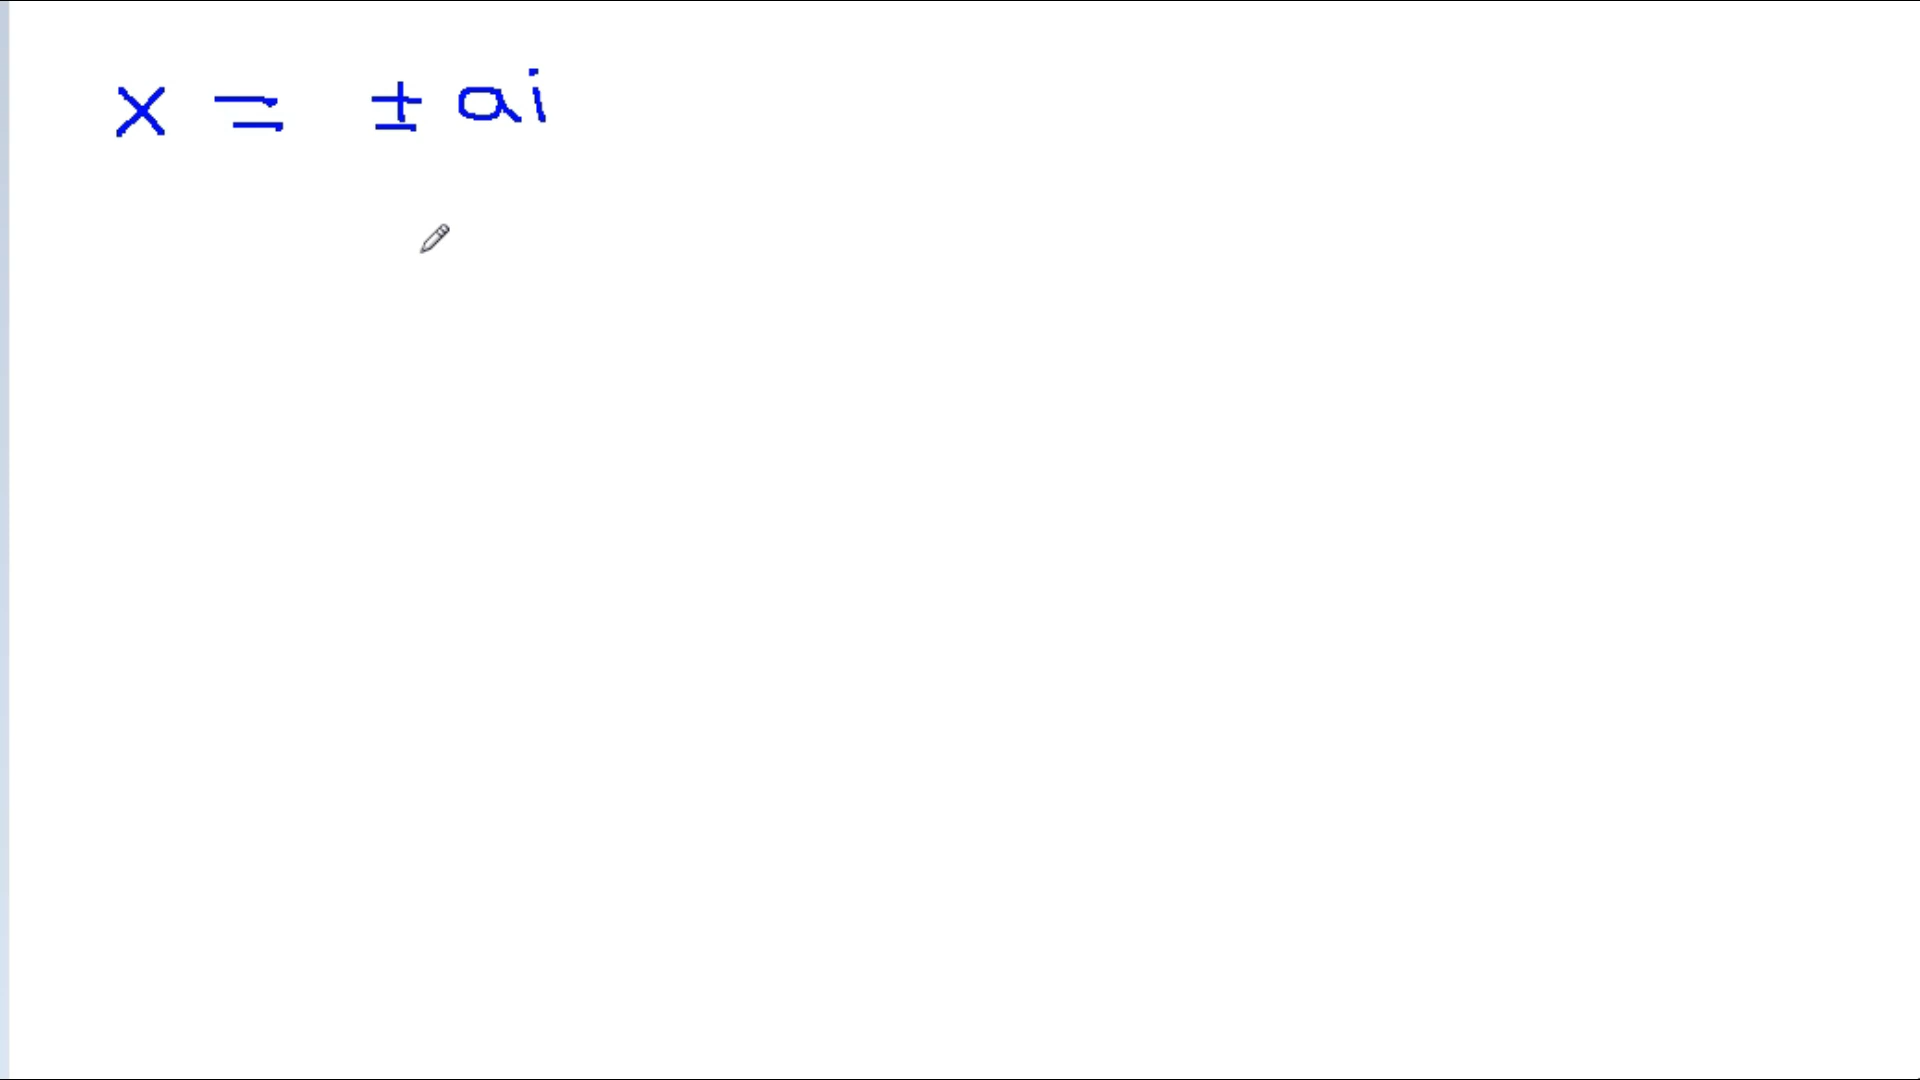 x = ± ai